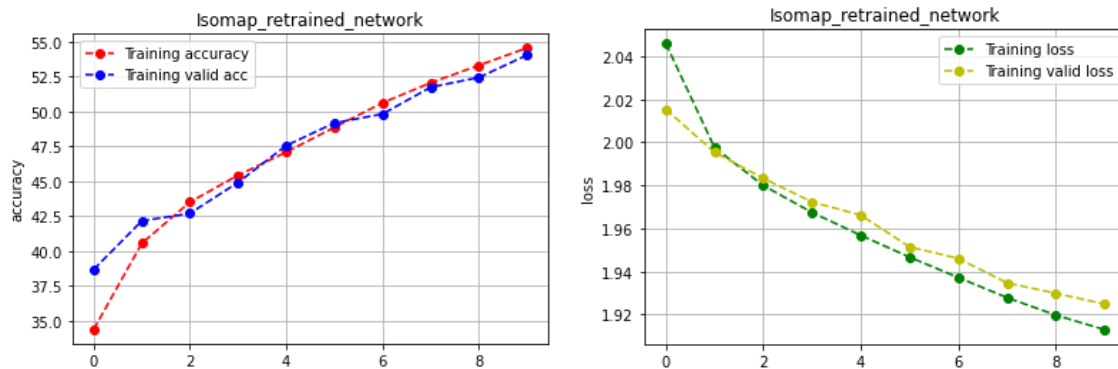 Isomap_retrained_network
Training accuracy
Training valid acc
accuracy
55.0
52.5
50.0
47.5
45.0
42.5
40.0
37.5
35.0
0 2 4 6 8
Isomap_retrained_network
Training loss
Training valid loss
loss
2.04
2.02
2.00
1.98
1.96
1.94
1.92
0 2 4 6 8